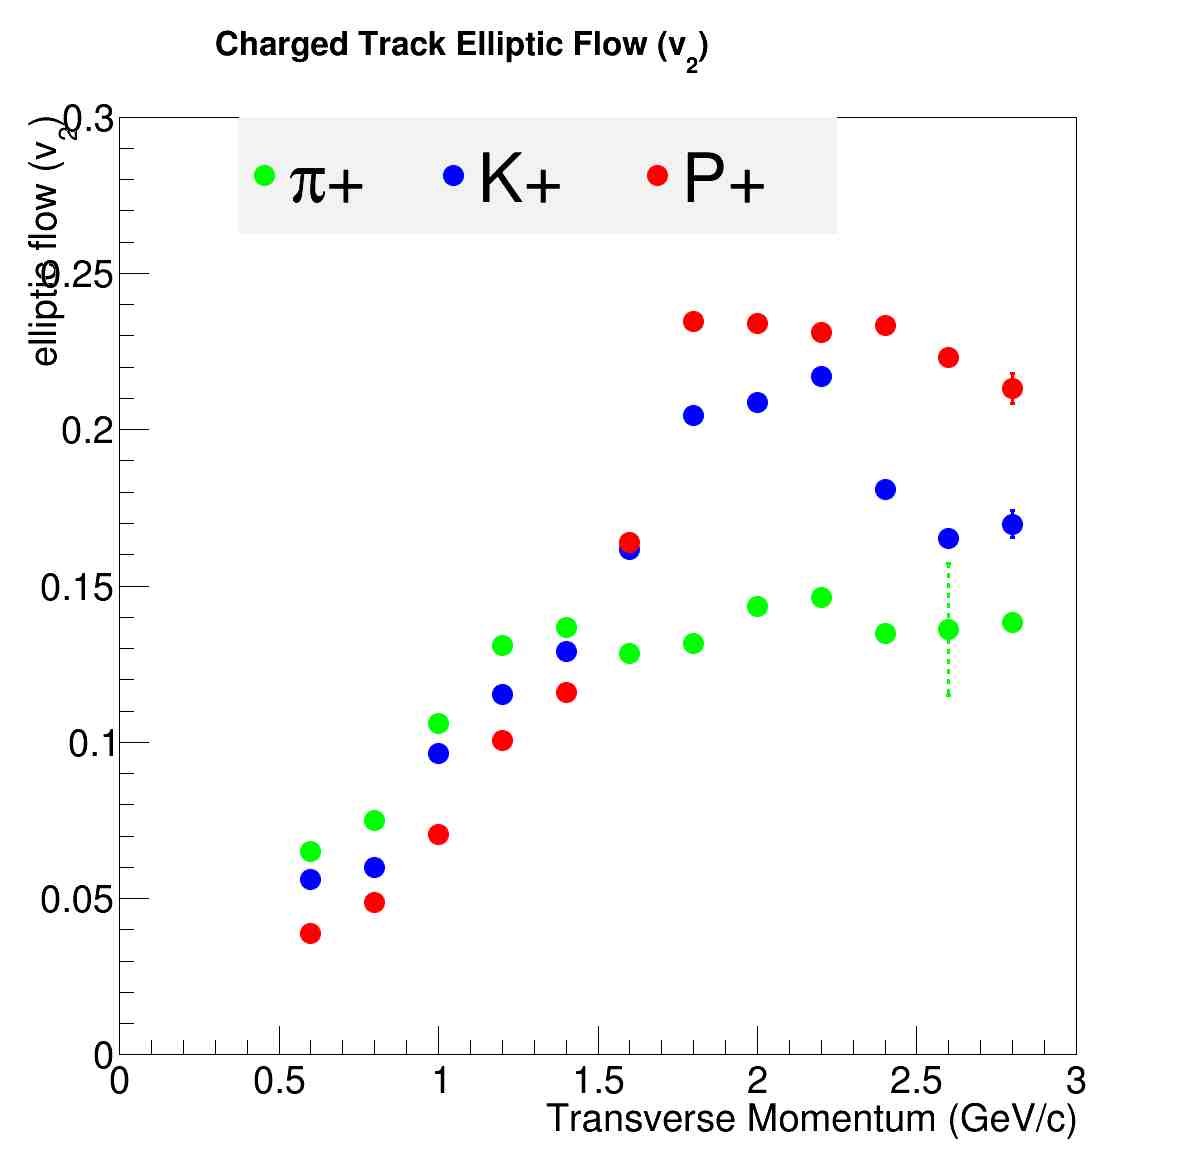 Charged Track Elliptic Flow (v2)
elliptic flow (v2)
π+ K+ P+
0.3
0.25
0.2
0.15
0.1
0.05
0
0 0.5 1 1.5 2 2.5 3
Transverse Momentum (GeV/c)